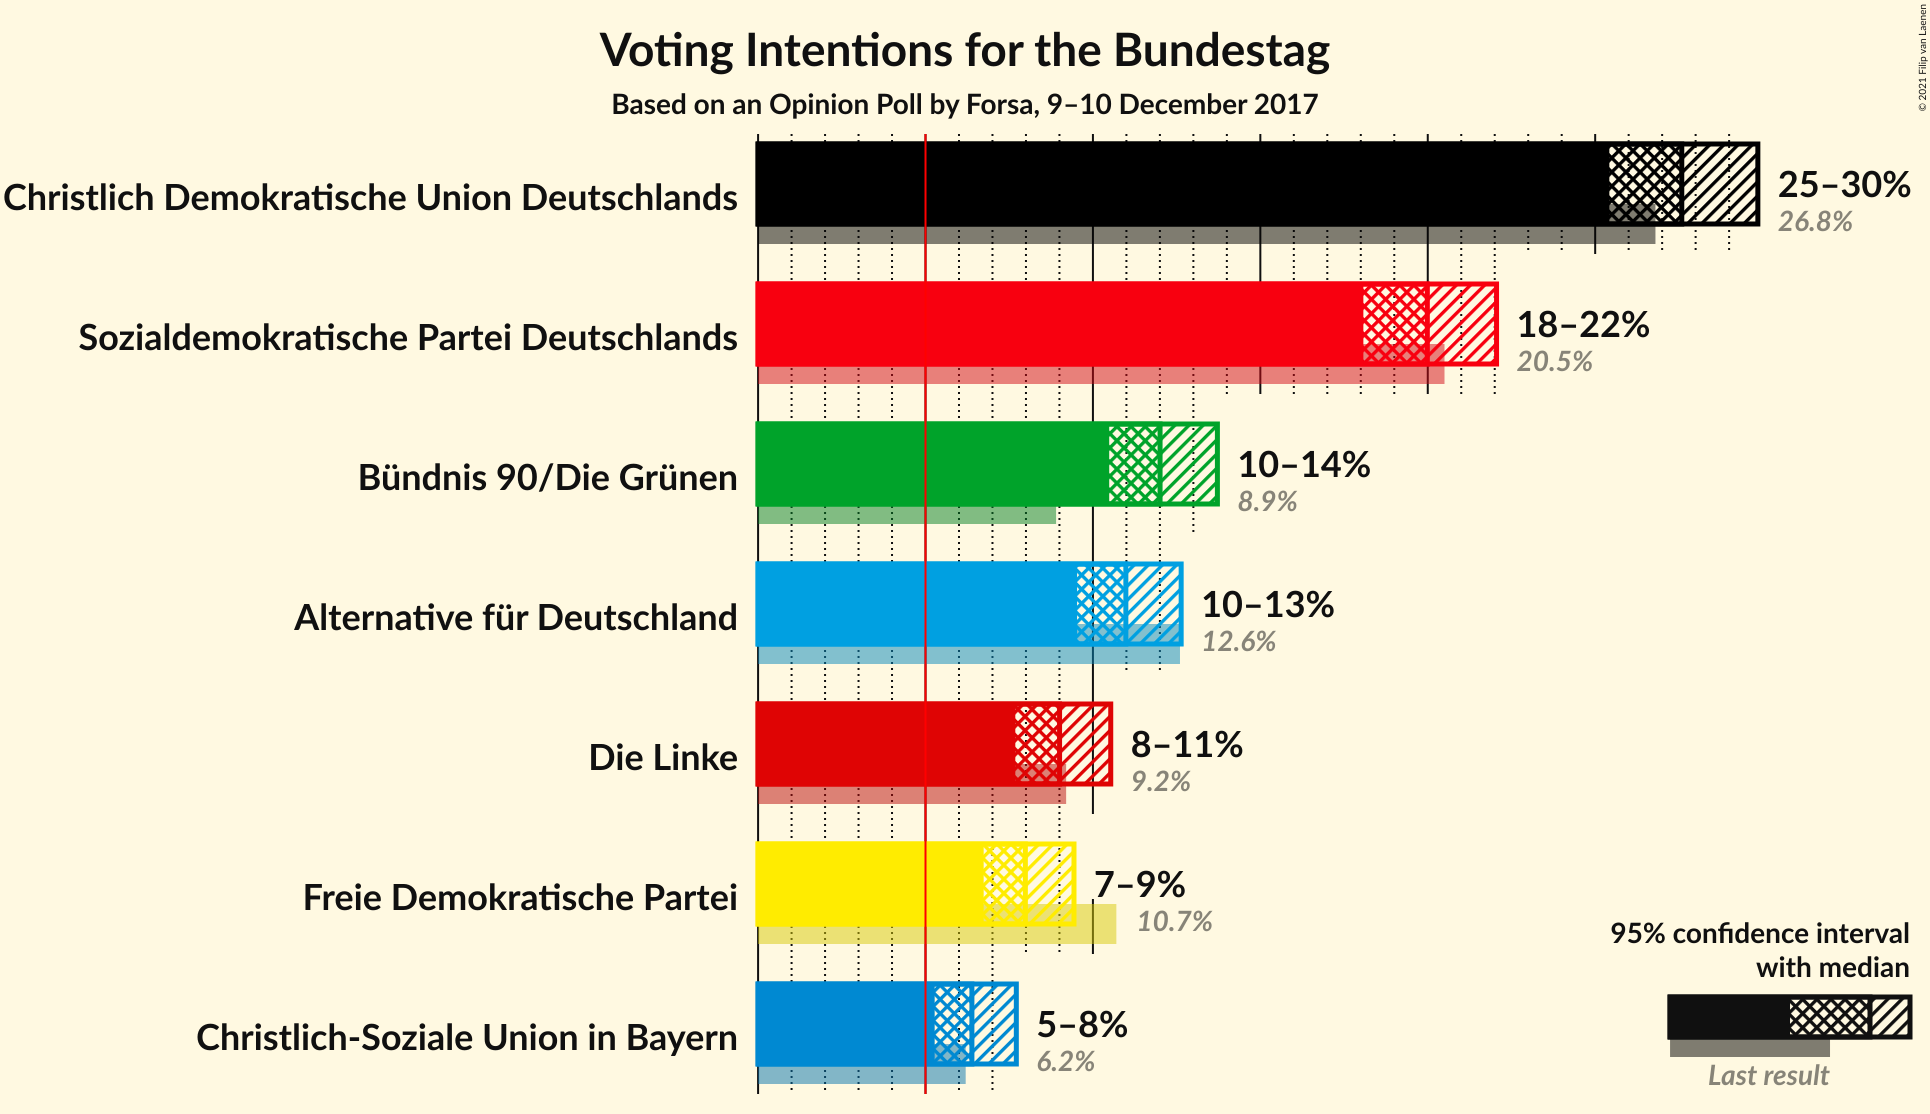 Voting Intentions for the Bundestag
Based on an Opinion Poll by Forsa, 9–10 December 2017
© 2021 Filip van Laenen
Christlich Demokratische Union Deutschlands
25–30%
26.8%
Sozialdemokratische Partei Deutschlands
18–22%
20.5%
Bündnis 90/Die Grünen
10–14%
8.9%
Alternative für Deutschland
10–13%
12.6%
Die Linke
8–11%
9.2%
Freie Demokratische Partei
7–9%
10.7%
Christlich-Soziale Union in Bayern
5–8%
6.2%
95% confidence interval
with median
Last result